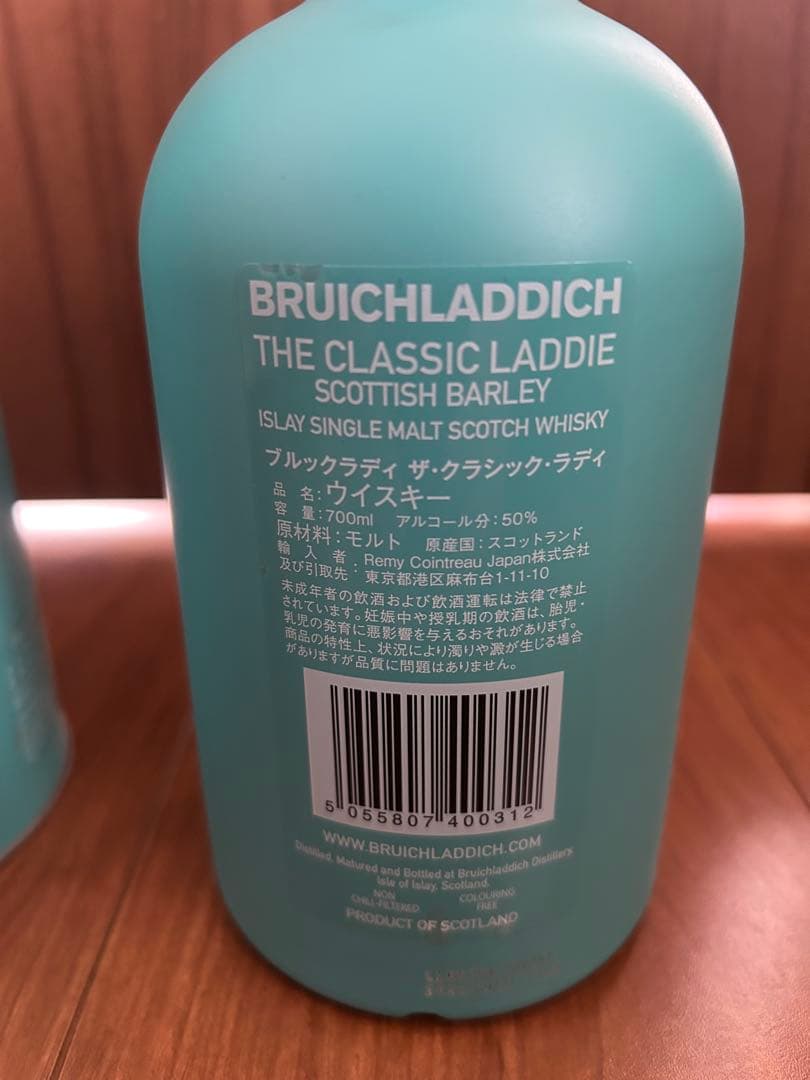 BRUICHLADDICH
THE CLASSIC LADDIE
SCOTTISH BARLEY
ISLAY SINGLE MALT SCOTCH WHISKY
ブルックラディ ザ・クラシック・ラディ
品 名:ウイスキー
容 量:700ml アルコール分:50%
原材料:モルト 原産国:スコットランド
輸 入 者
及び引取先 : Remy Cointreau Japan株式会社
東京都港区麻布台1-11-10
未成年者の飲酒および飲酒運転は法律で禁止
されています。妊娠中や授乳期の飲酒は、胎児・
乳児の発育に悪影響を与えるおそれがあります。
商品の特性上、状況により濁りや澱が生じる場合
がありますが品質に問題はありません。
5 055807 400312
WWW.BRUICHLADDICH.COM
Distilled, Matured and Bottled at Bruichladdich Distillery,
Isle of Islay, Scotland.
NON CHILL-FILTERED
COLOURING FREE
PRODUCT OF SCOTLAND